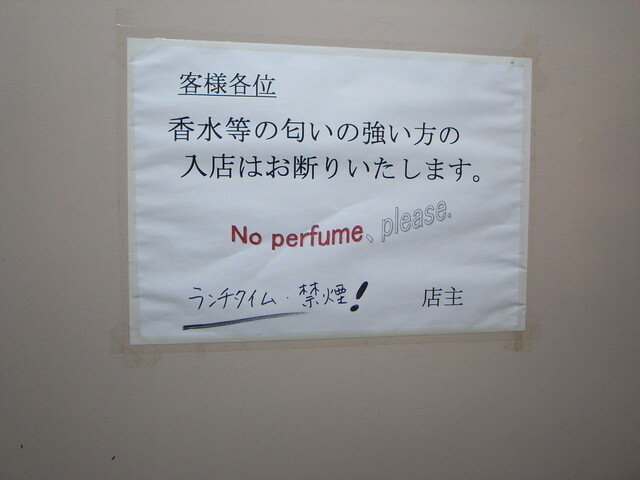 客様各位
香水等の匂いの強い方の
入店はお断りいたします。
No perfume、please.
ランチタイム・禁煙！ 店主